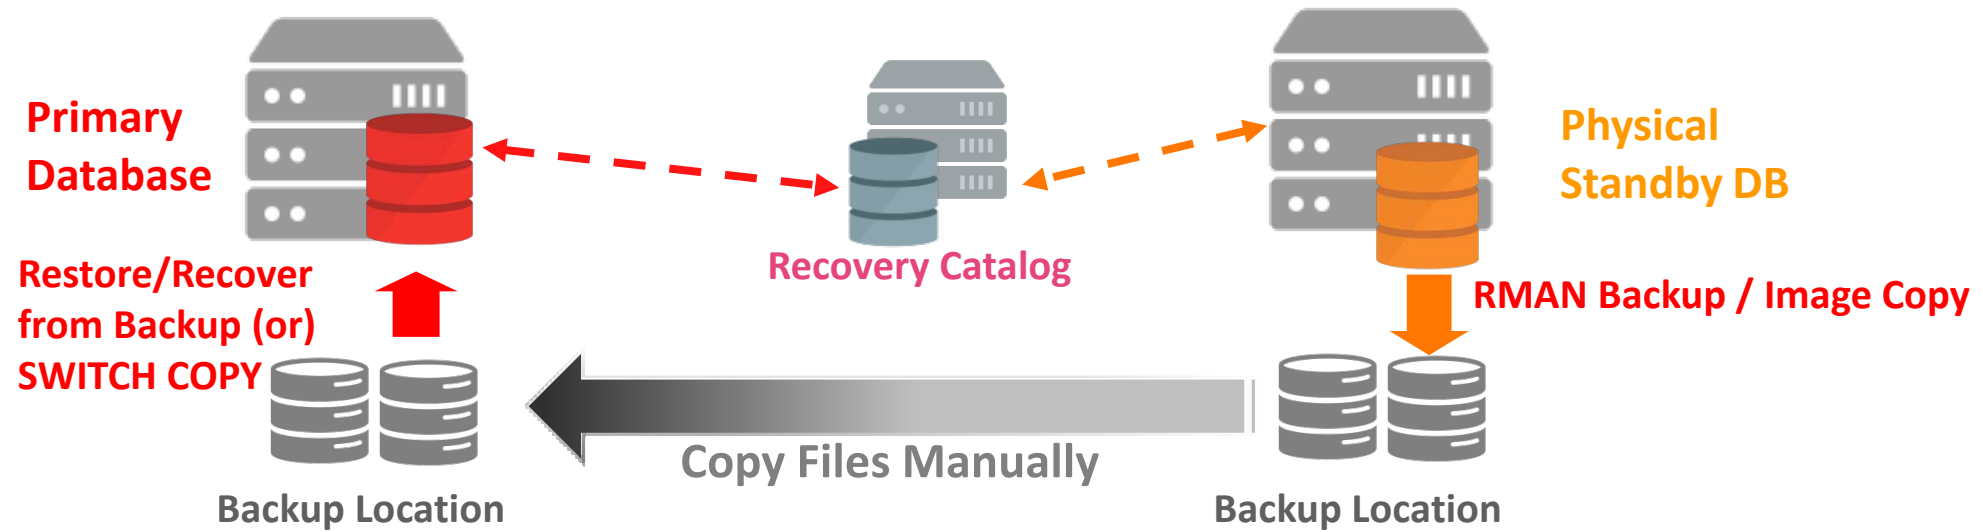 Primary
Database
Recovery Catalog
Physical
Standby DB
Restore/Recover
from Backup (or)
SWITCH COPY
RMAN Backup / Image Copy
Copy Files Manually
Backup Location
Backup Location